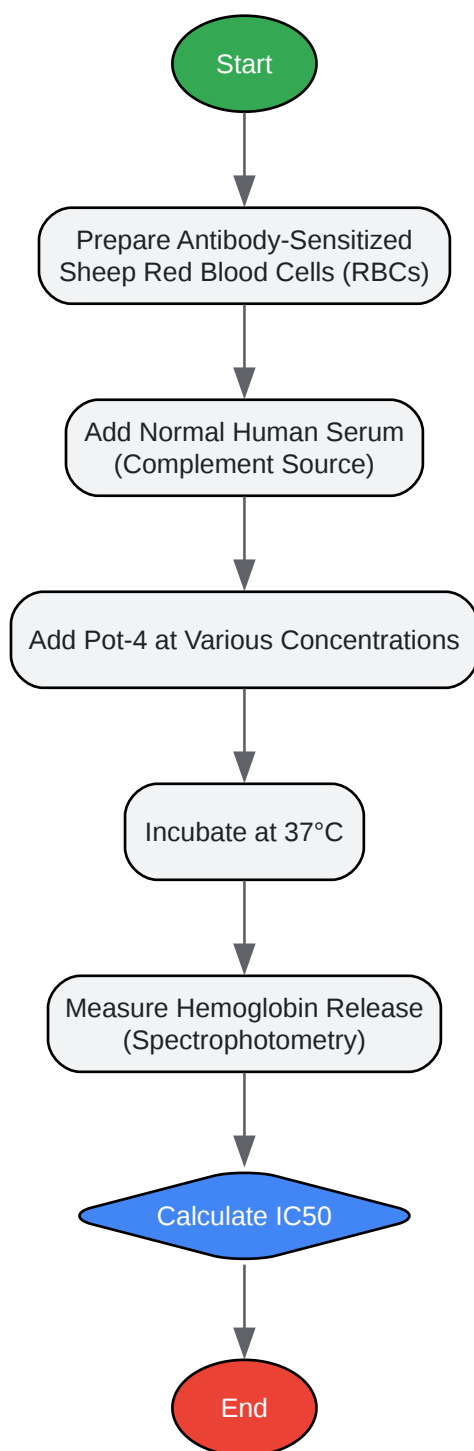 Start
Prepare Antibody-Sensitized
Sheep Red Blood Cells (RBCs)
Add Normal Human Serum
(Complement Source)
Add Pot-4 at Various Concentrations
Incubate at 37°C
Measure Hemoglobin Release
(Spectrophotometry)
Calculate IC50
End